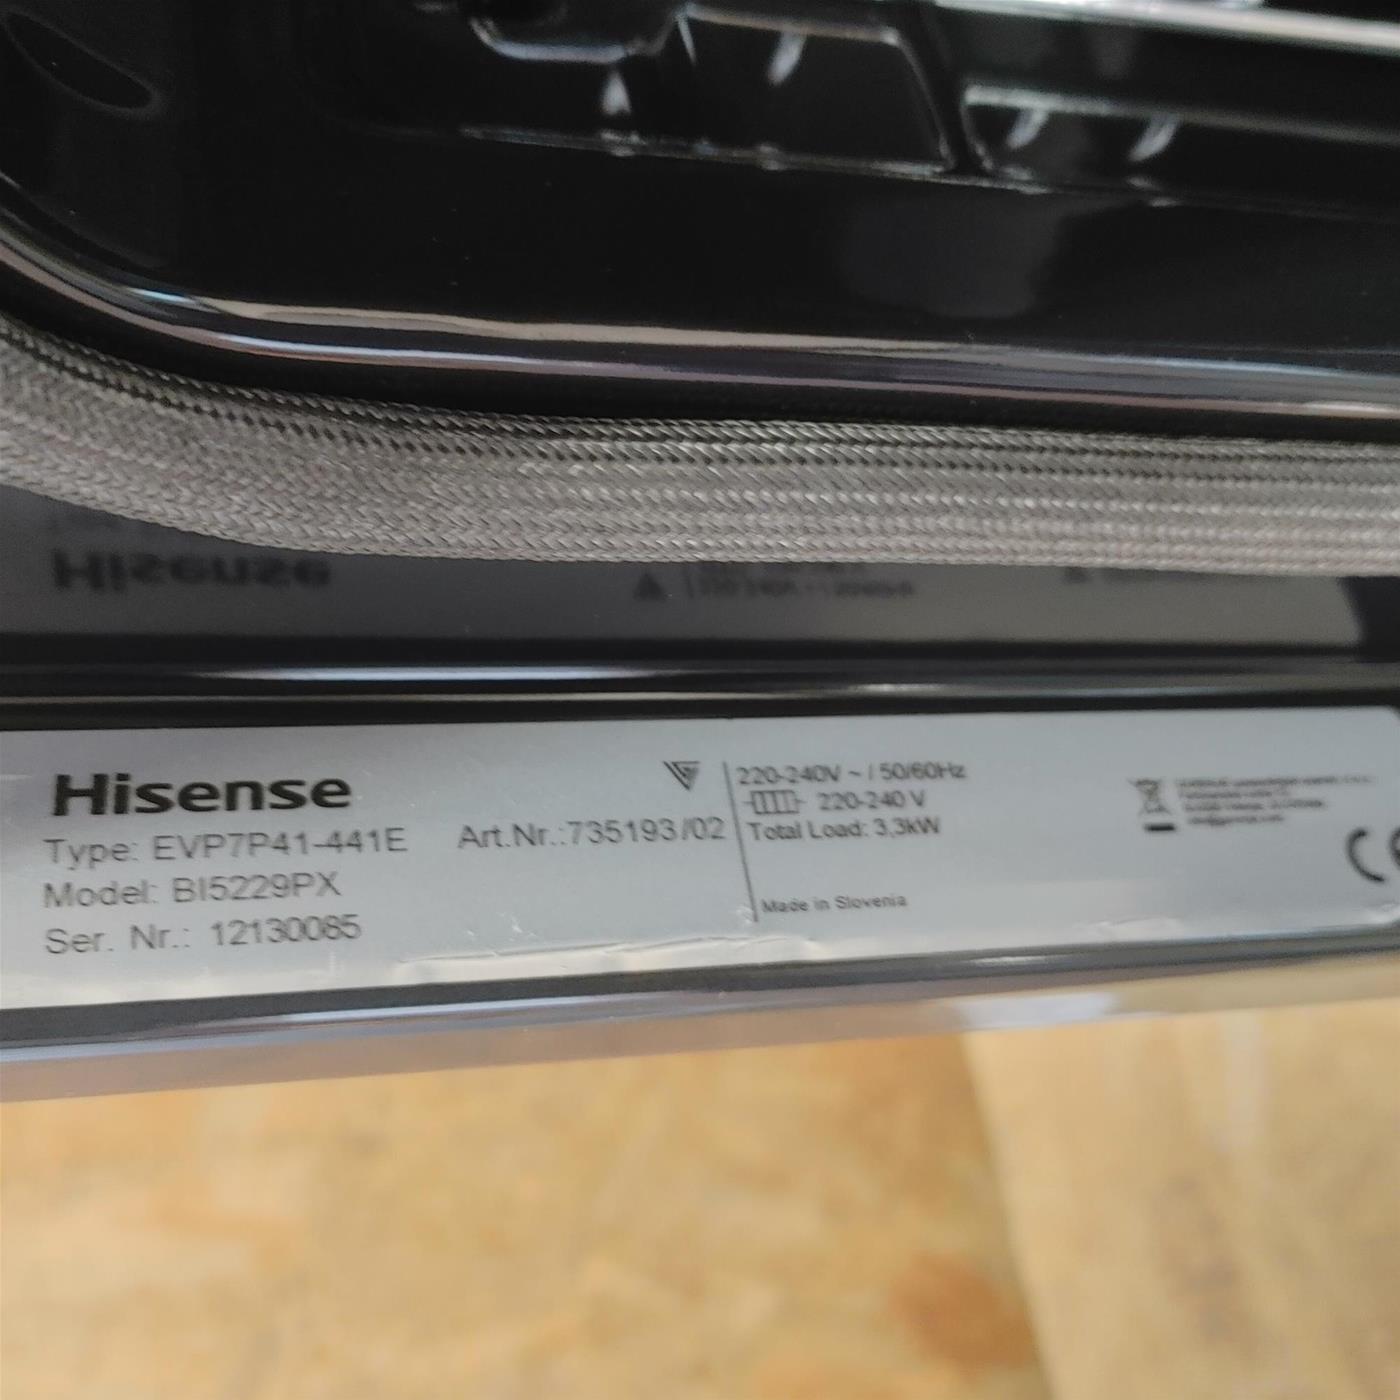 Hisense
Type: EVP7P41-441E
Art.Nr.:735193/02
Model: BI5229PX
Ser. Nr.: 12130085
220-240V ~ / 50/60Hz
220-240 V
Total Load: 3,3kW
Made in Slovenia
CE